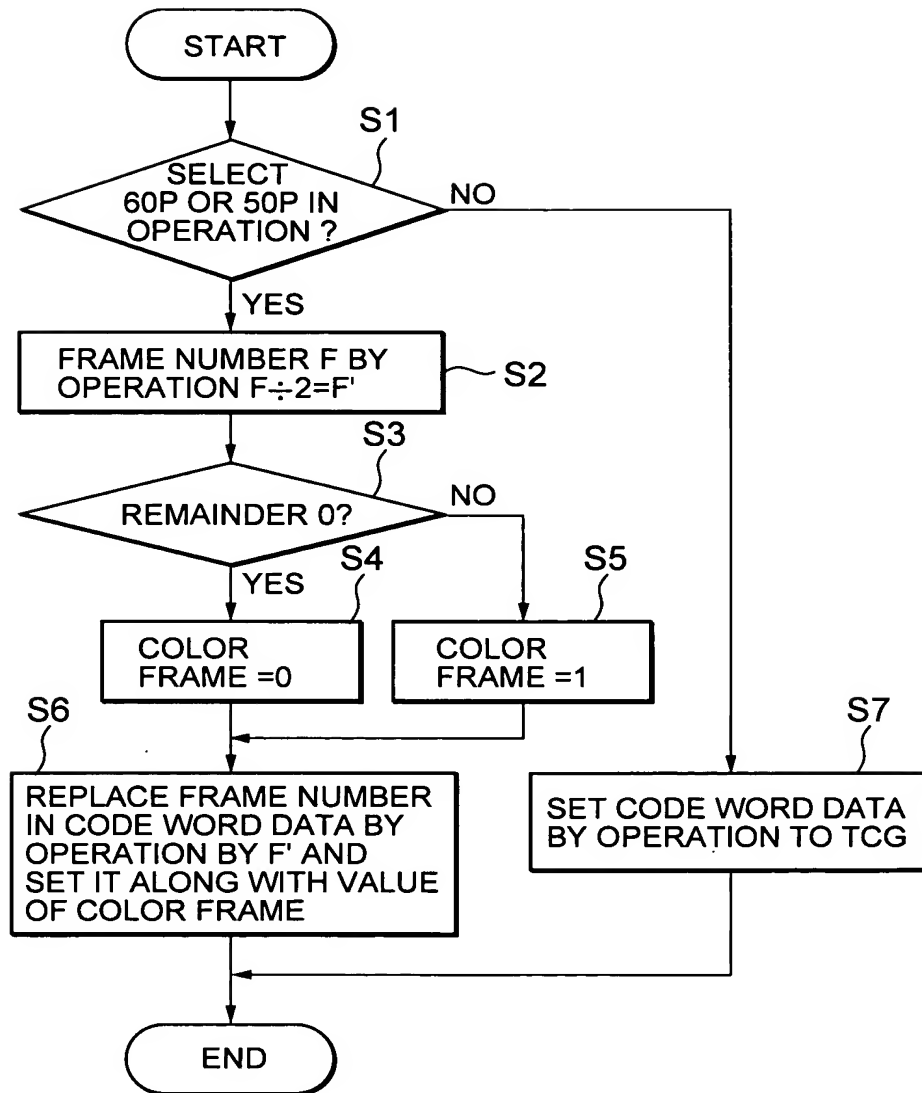 START
S1
SELECT
60P OR 50P IN
OPERATION ?
NO
YES
FRAME NUMBER F BY
OPERATION F÷2=F'
S2
S3
REMAINDER 0?
NO
YES
S4
COLOR
FRAME =0
S5
COLOR
FRAME =1
S6
REPLACE FRAME NUMBER
IN CODE WORD DATA BY
OPERATION BY F' AND
SET IT ALONG WITH VALUE
OF COLOR FRAME
S7
SET CODE WORD DATA
BY OPERATION TO TCG
END